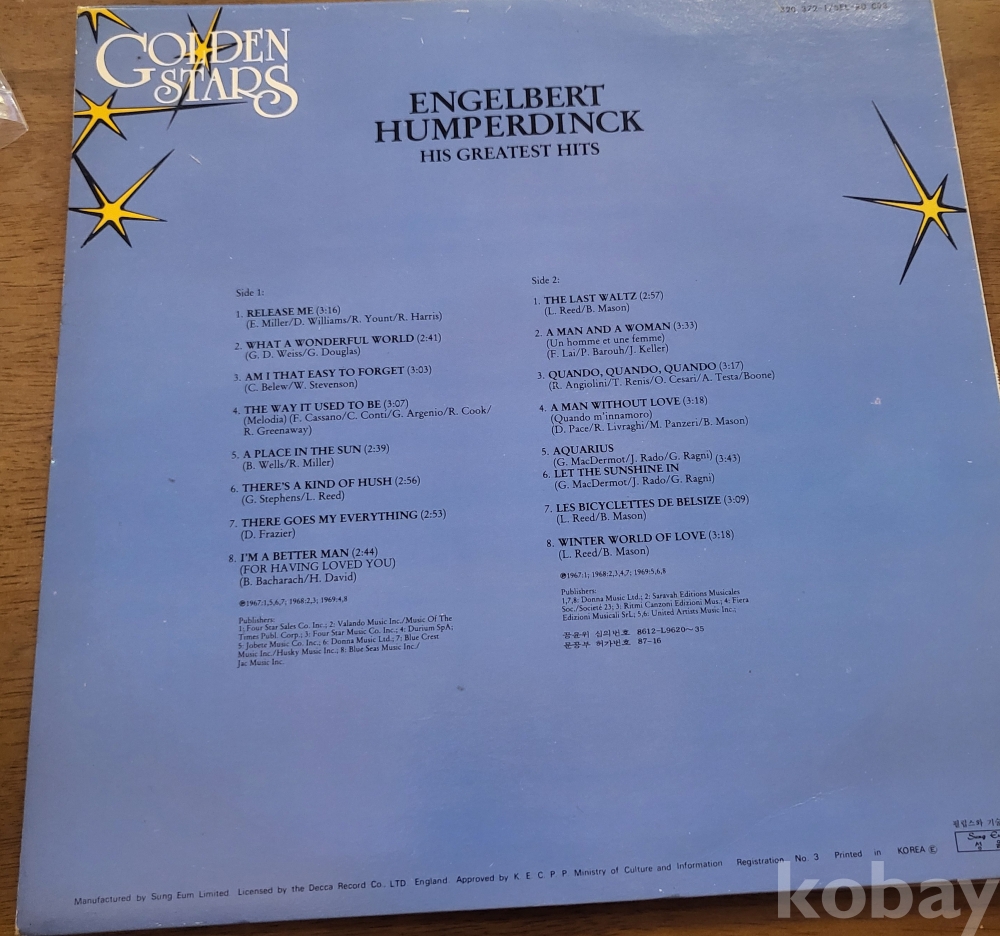 GOLDEN
STARS
ENGELBERT
HUMPERDINCK
HIS GREATEST HITS
Side 1:
1. RELEASE ME (3:16)
(E. Miller/D. Williams/R. Yount/R. Harris)
2. WHAT A WONDERFUL WORLD (2:41)
(G. D. Weiss/G. Douglas)
3. AM I THAT EASY TO FORGET (3:03)
(C. Belew/W. Stevenson)
4. THE WAY IT USED TO BE (3:07)
(Melodia) (F. Cassano/C. Conti/G. Argenio/R. Cook/
R. Greenaway)
5. A PLACE IN THE SUN (2:39)
(B. Wells/R. Miller)
6. THERE'S A KIND OF HUSH (2:56)
(G. Stephens/L. Reed)
7. THERE GOES MY EVERYTHING (2:53)
(D. Frazier)
8. I'M A BETTER MAN (2:44)
(FOR HAVING LOVED YOU)
(B. Bacharach/H. David)
℗1967:1,5,6,7; 1968:2,3; 1969:4,8
Publishers:
1; Four Star Sales Co. Inc.; 2: Valando Music Inc./Music Of The
Times Publ. Corp.; 3: Four Star Music Co. Inc.; 4: Durium SpA;
5: Jobete Music Co. Inc.; 6: Donna Music Ltd.; 7: Blue Crest
Music Inc./Husky Music Inc.; 8: Blue Seas Music Inc./
Jac Music Inc.
Side 2:
1. THE LAST WALTZ (2:57)
(L. Reed/B. Mason)
2. A MAN AND A WOMAN (3:33)
(Un homme et une femme)
(F. Lai/P. Barouh/J. Keller)
3. QUANDO, QUANDO, QUANDO (3:17)
(R. Angiolini/T. Renis/O. Cesari/A. Testa/Boone)
4. A MAN WITHOUT LOVE (3:18)
(Quando m'innamoro)
(D. Pace/R. Livraghi/M. Panzeri/B. Mason)
5. AQUARIUS
(G. MacDermot/J. Rado/G. Ragni) (3:43)
6. LET THE SUNSHINE IN
(G. MacDermot/J. Rado/G. Ragni)
7. LES BICYCLETTES DE BELSIZE (3:09)
(L. Reed/B. Mason)
8. WINTER WORLD OF LOVE (3:18)
(L. Reed/B. Mason)
℗1967:1; 1968:2,3,4,7; 1969:5,6,8
Publishers:
1,7,8: Donna Music Ltd.; 2: Saravah Editions Musicales
Soc./Societé 23; 3: Ritmi Canzoni Edizioni Mus.; 4: Fiera
Edizioni Musicali SrL; 5,6: United Artists Music Inc.;
공윤위 심의번호 8612-L9620~35
문공부 허가번호 87-16
필립스와 기술
Sung E
성
Manufactured by Sung Eum Limited. Licensed by the Decca Record Co., LTD England. Approved by K. E. C. P. P. Ministry of Culture and Information Registration No. 3 Printed in KOREA Ⓔ
kobay